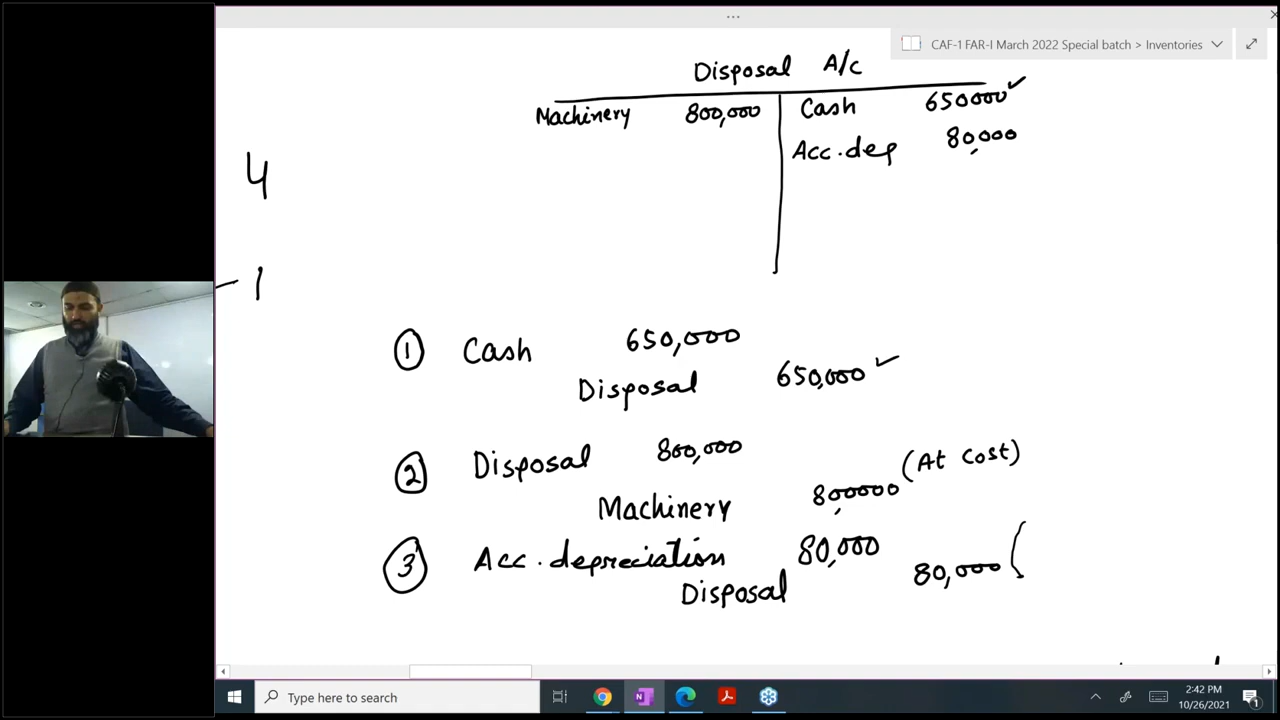 CAF-1 FAR-I March 2022 Special batch > Inventories
Disposal A/c
Machinery 800,000 Cash 650000 ✓
Acc.dep 80,000
4
- 1
① Cash 650,000
Disposal 650,000 ✓
② Disposal 800,000
(At Cost)
Machinery 800000
③ Acc.depreciation 80,000
Disposal 80,000 (
Type here to search
2:42 PM
10/26/2021
1